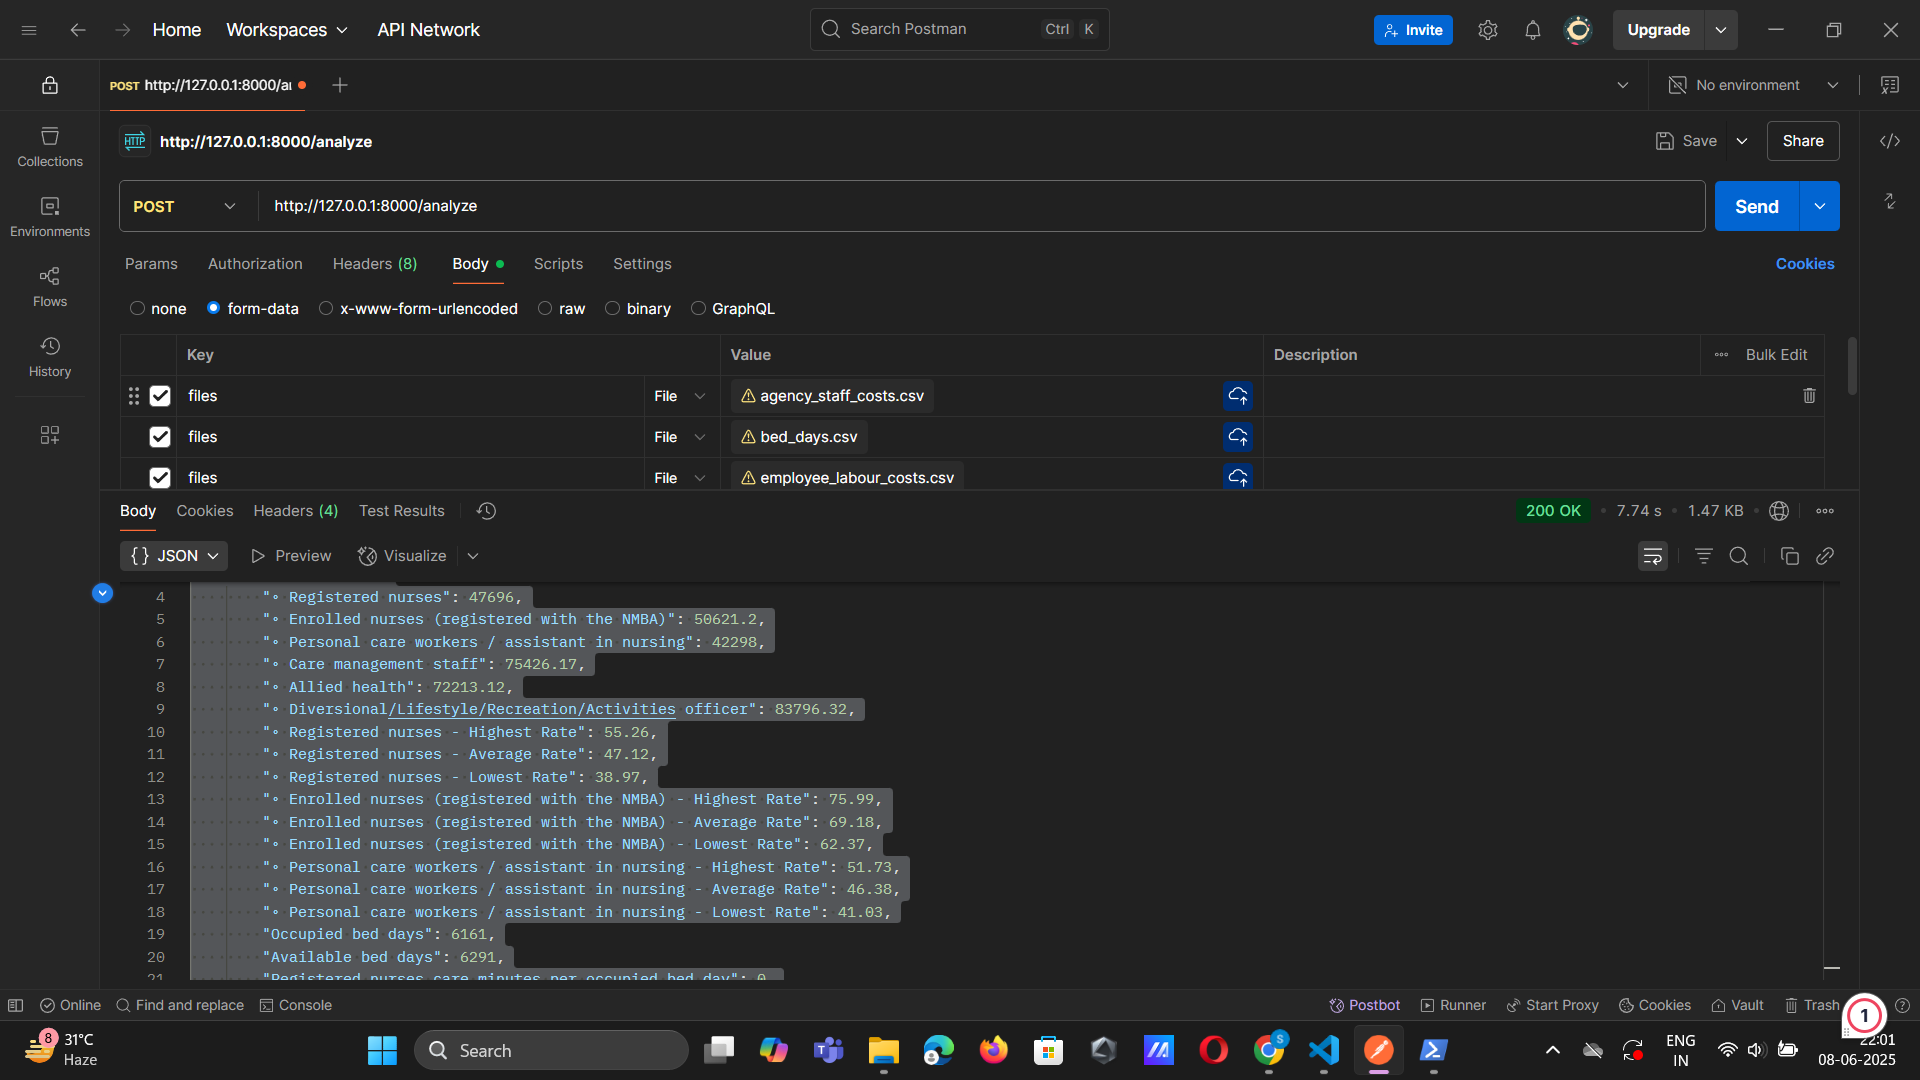 Home Workspaces API Network Search Postman Ctrl K Invite Upgrade
POST http://127.0.0.1:8000/ai No environment
HTTP http://127.0.0.1:8000/analyze Save Share
Collections
POST http://127.0.0.1:8000/analyze Send
Environments
Params Authorization Headers (8) Body Scripts Settings Cookies
Flows
none form-data x-www-form-urlencoded raw binary GraphQL
History
Key Value Description Bulk Edit
files File agency_staff_costs.csv
files File bed_days.csv
files File employee_labour_costs.csv
Body Cookies Headers (4) Test Results 200 OK 7.74 s 1.47 KB
{} JSON Preview Visualize
4 "◦ Registered nurses": 47696,
5 "◦ Enrolled nurses (registered with the NMBA)": 50621.2,
6 "◦ Personal care workers / assistant in nursing": 42298,
7 "◦ Care management staff": 75426.17,
8 "◦ Allied health": 72213.12,
9 "◦ Diversional/Lifestyle/Recreation/Activities officer": 83796.32,
10 "◦ Registered nurses - Highest Rate": 55.26,
11 "◦ Registered nurses - Average Rate": 47.12,
12 "◦ Registered nurses - Lowest Rate": 38.97,
13 "◦ Enrolled nurses (registered with the NMBA) - Highest Rate": 75.99,
14 "◦ Enrolled nurses (registered with the NMBA) - Average Rate": 69.18,
15 "◦ Enrolled nurses (registered with the NMBA) - Lowest Rate": 62.37,
16 "◦ Personal care workers / assistant in nursing - Highest Rate": 51.73,
17 "◦ Personal care workers / assistant in nursing - Average Rate": 46.38,
18 "◦ Personal care workers / assistant in nursing - Lowest Rate": 41.03,
19 "Occupied bed days": 6161,
20 "Available bed days": 6291,
21 "Registered nurses care minutes per occupied bed day": 0,
Online Find and replace Console Postbot Runner Start Proxy Cookies Vault Trash
1
8 31°C
Haze
Search
S
ENG
IN
22:01
08-06-2025